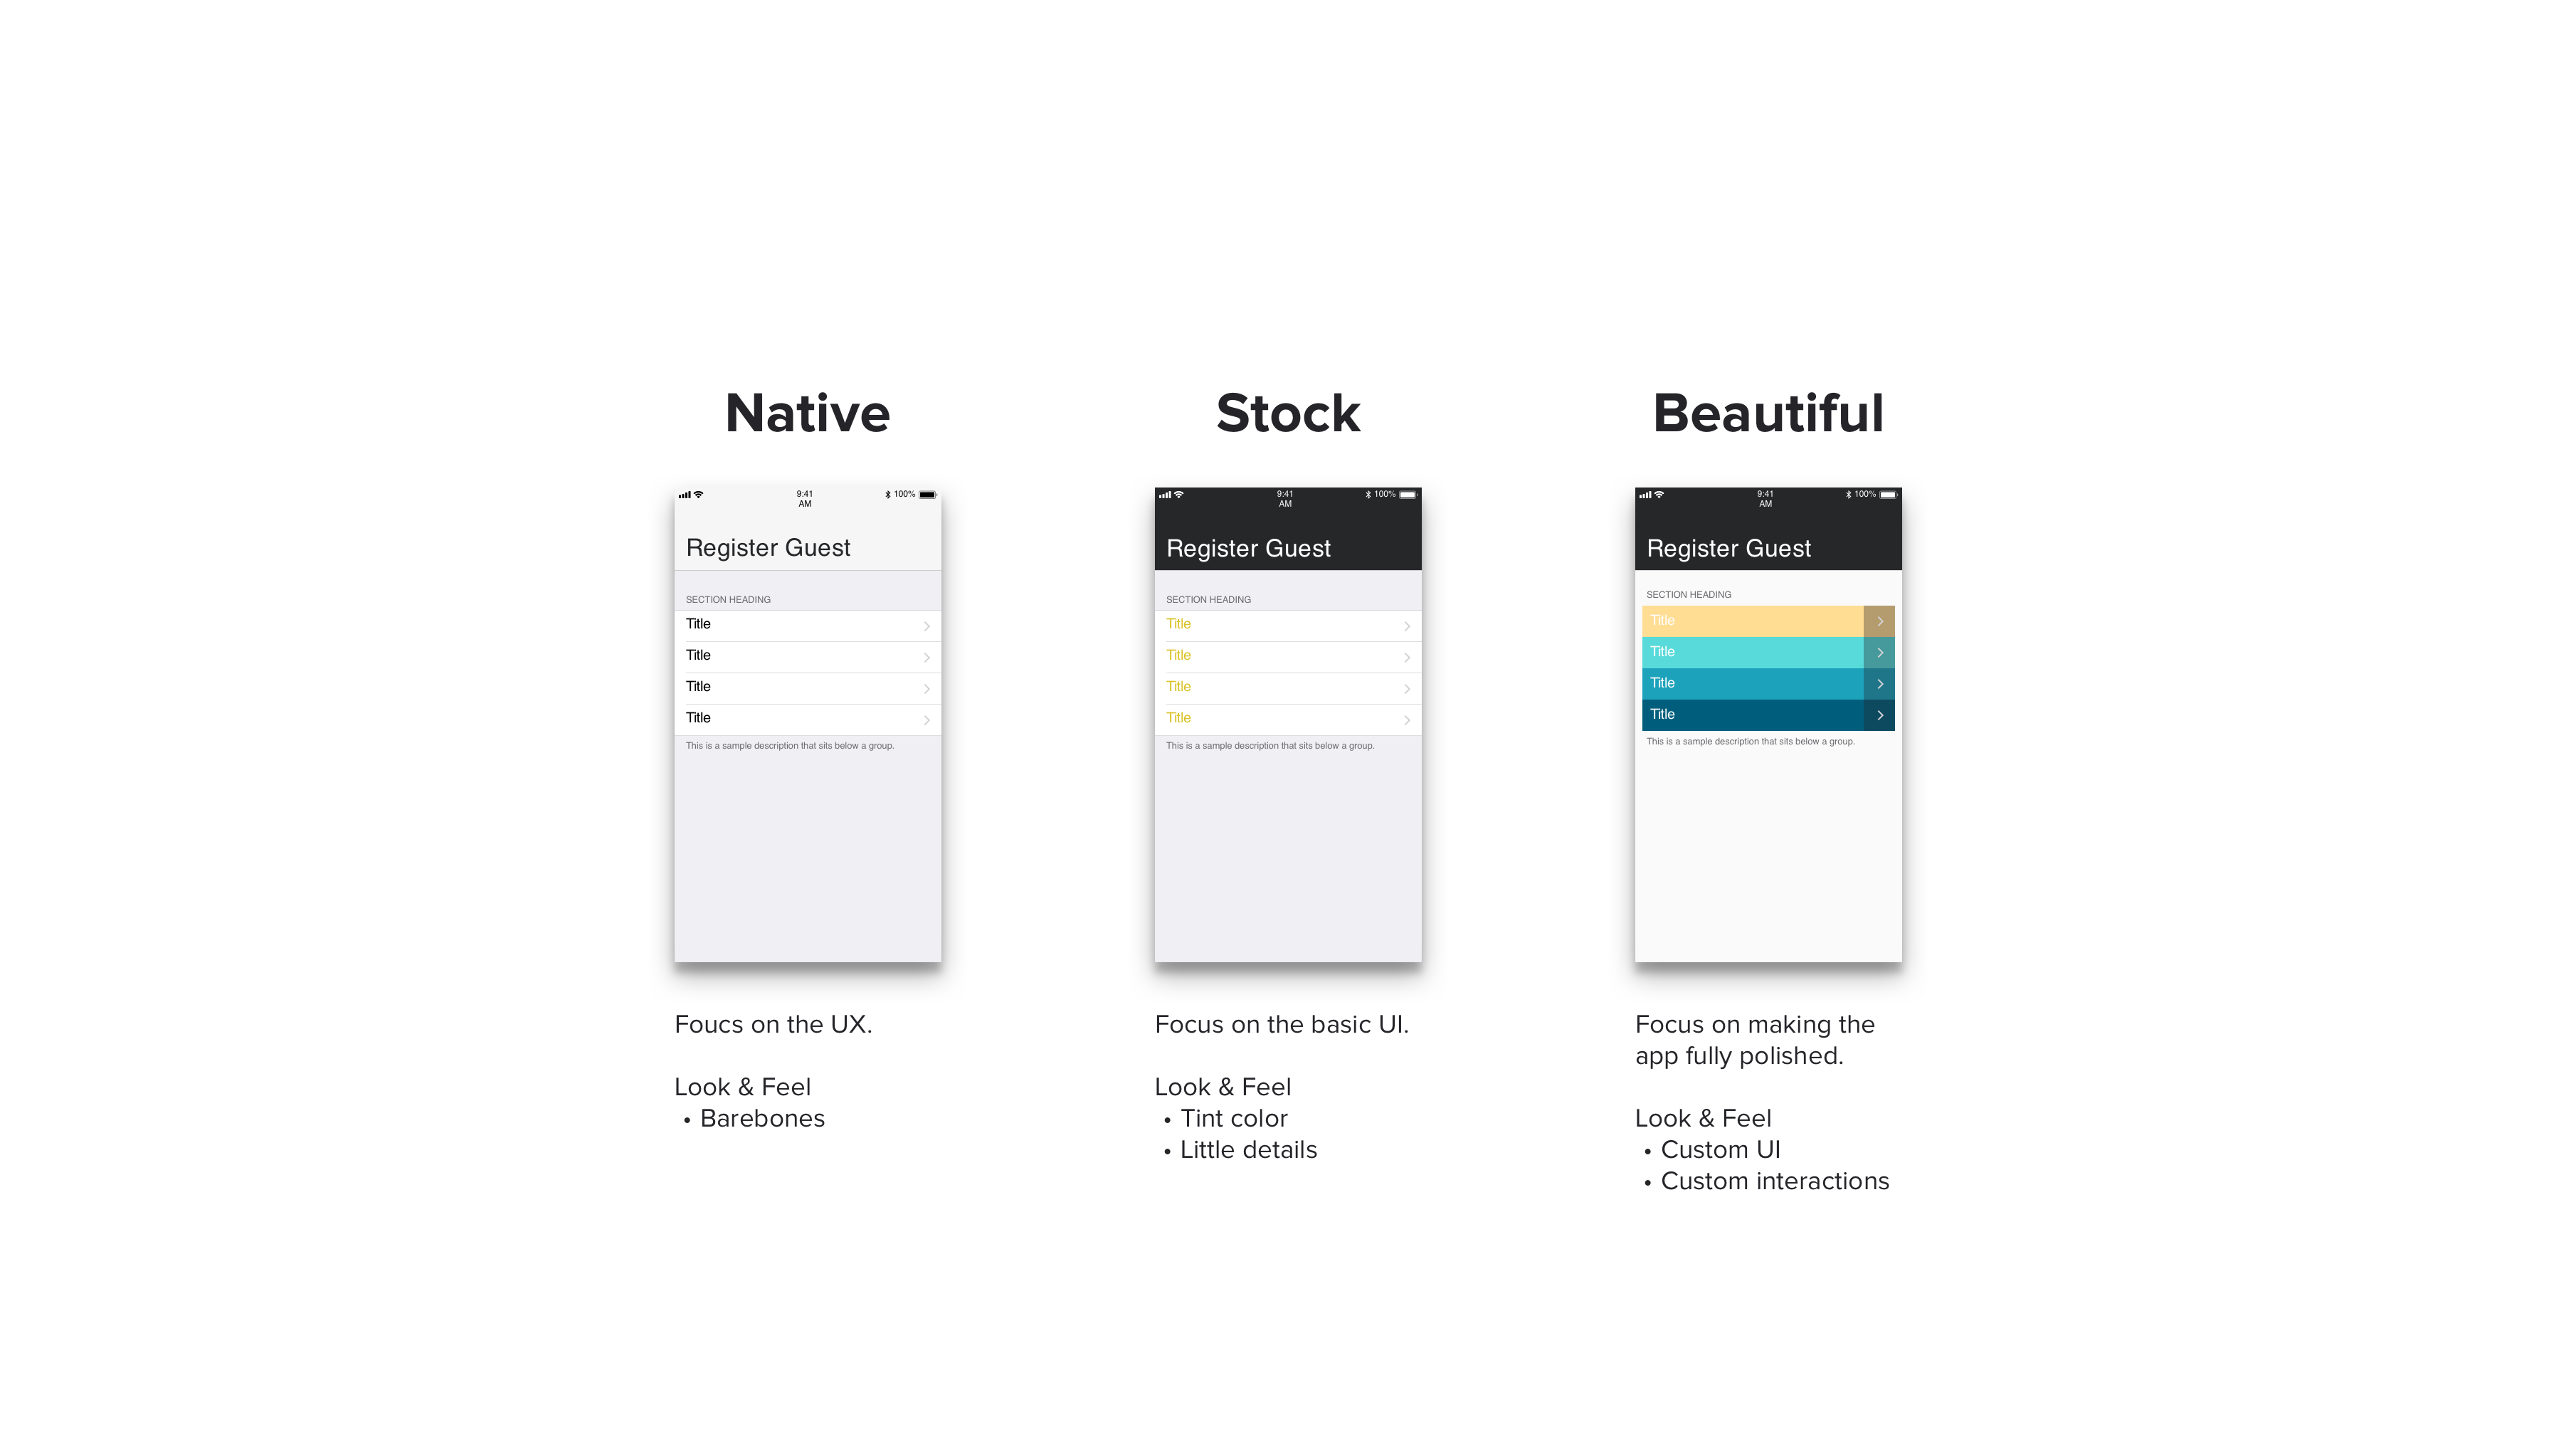 Native
9:41
AM
100%
Register Guest
SECTION HEADING
Title
Title
Title
Title
This is a sample description that sits below a group.
Foucs on the UX.
Look & Feel
• Barebones
Stock
9:41
AM
100%
Register Guest
SECTION HEADING
Title
Title
Title
Title
This is a sample description that sits below a group.
Focus on the basic UI.
Look & Feel
• Tint color
• Little details
Beautiful
9:41
AM
100%
Register Guest
SECTION HEADING
Title
Title
Title
Title
This is a sample description that sits below a group.
Focus on making the
app fully polished.
Look & Feel
• Custom UI
• Custom interactions